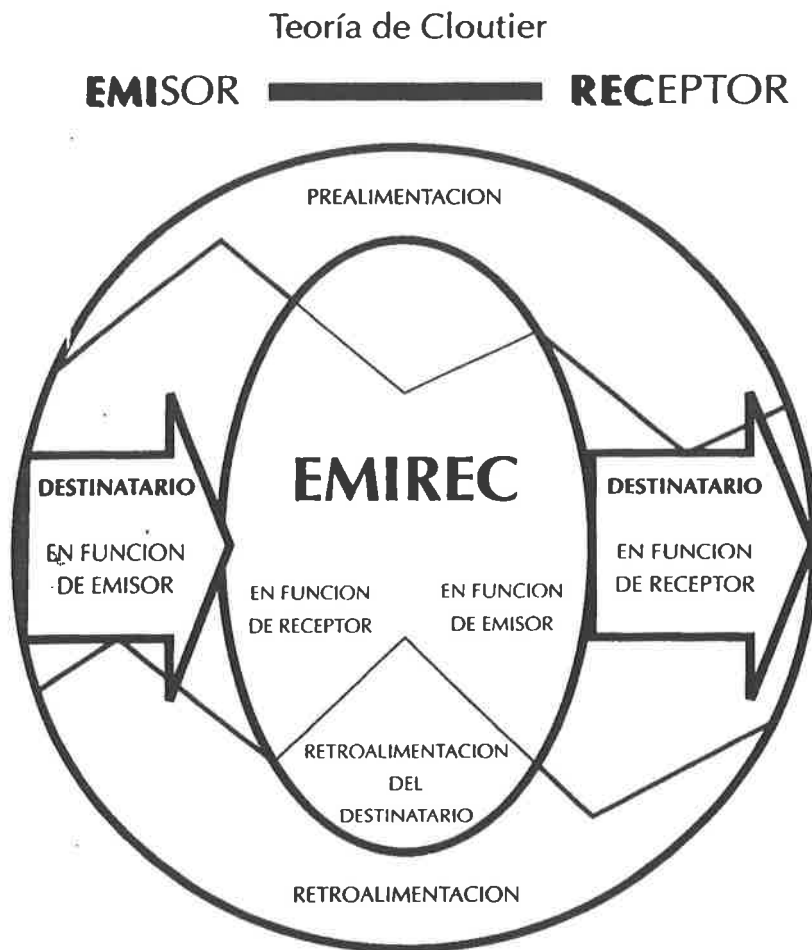 Teoría de Cloutier
EMISOR RECEPTOR
PREALIMENTACION
EMIREC
DESTINATARIO
EN FUNCION
DE EMISOR
EN FUNCION
DE RECEPTOR
EN FUNCION
DE EMISOR
DESTINATARIO
EN FUNCION
DE RECEPTOR
RETROALIMENTACION
DEL
DESTINATARIO
RETROALIMENTACION